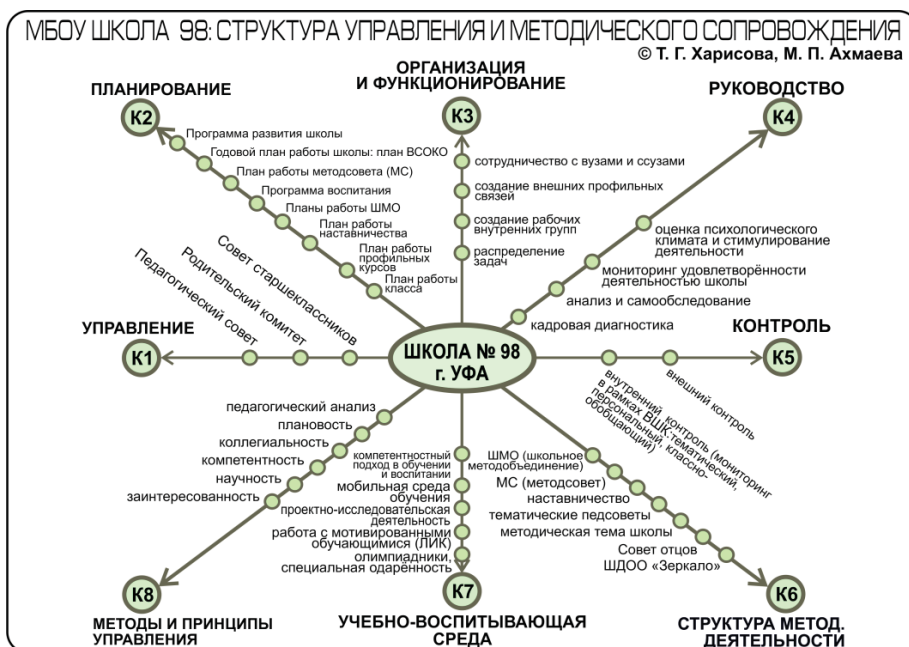 МБОУ ШКОЛА 98: СТРУКТУРА УПРАВЛЕНИЯ И МЕТОДИЧЕСКОГО СОПРОВОЖДЕНИЯ
© Т. Г. Харисова, М. П. Ахмаева
УПРАВЛЕНИЕ
К1
Педагогический совет
Родительский комитет
Совет старшеклассников
ПЛАНИРОВАНИЕ
К2
Программа развития школы
Годовой план работы школы: план ВСОКО
План работы методсовета (МС)
Программа воспитания
Планы работы ШМО
План работы
наставничества
План работы
профильных
курсов
План работы
класса
ОРГАНИЗАЦИЯ
И ФУНКЦИОНИРОВАНИЕ
К3
сотрудничество с вузами и ссузами
создание внешних профильных
связей
создание рабочих
внутренних групп
распределение
задач
РУКОВОДСТВО
К4
оценка психологического
климата и стимулирование
деятельности
мониторинг удовлетворённости
деятельностью школы
анализ и самообследование
кадровая диагностика
ШКОЛА № 98
г. УФА
КОНТРОЛЬ
К5
внутренний контроль (мониторинг
в рамках ВШК:тематический,
персональный, классно-
обобщающий)
внешний контроль
ШМО (школьное
методобъединение)
МС (методсовет)
наставничество
тематические педсоветы
методическая тема школы
Совет отцов
ШДОО «Зеркало»
К6
СТРУКТУРА МЕТОД.
ДЕЯТЕЛЬНОСТИ
компетентностный
подход в обучении
и воспитании
мобильная среда
обучения
проектно-исследовательская
деятельность
работа с мотивированными
обучающимися (ЛИК)
олимпиадники,
специальная одарённость
К7
УЧЕБНО-ВОСПИТЫВАЮЩАЯ
СРЕДА
педагогический анализ
плановость
коллегиальность
компетентность
научность
заинтересованность
К8
МЕТОДЫ И ПРИНЦИПЫ
УПРАВЛЕНИЯ